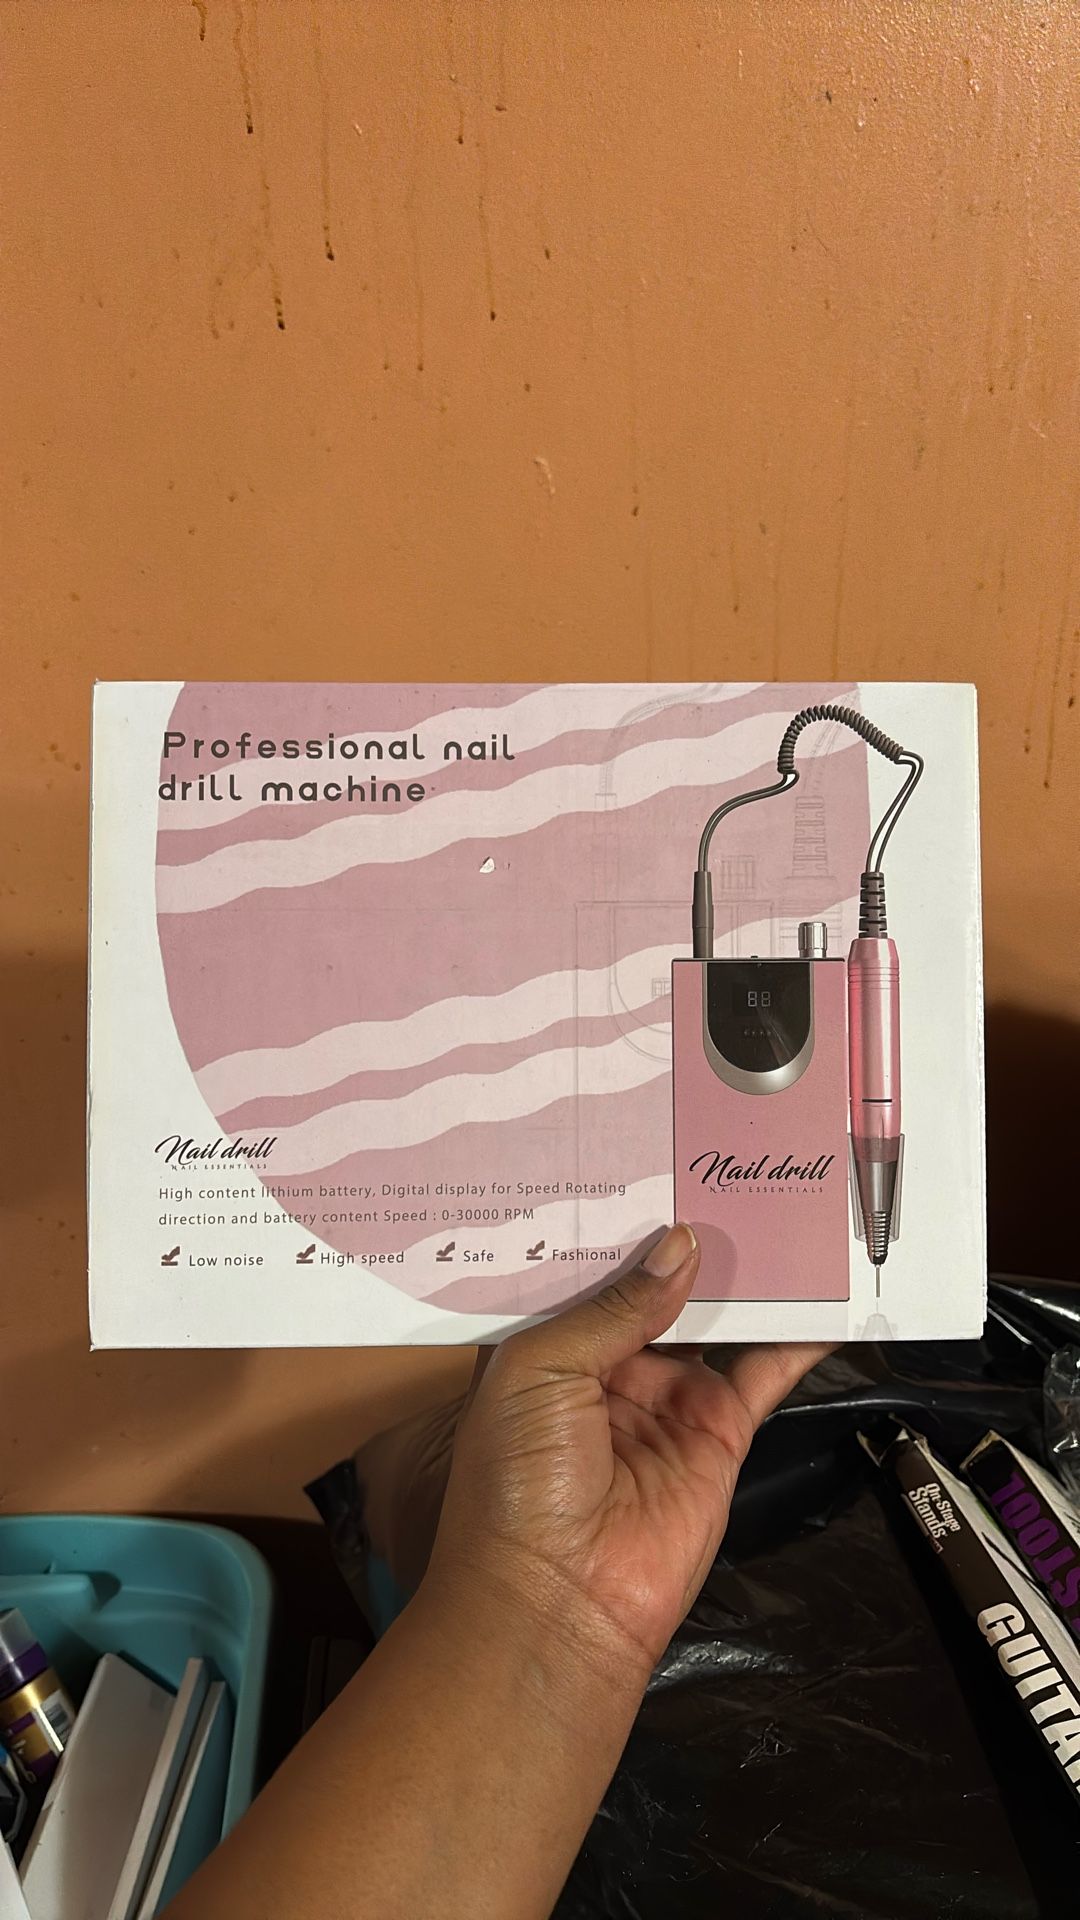 Professional nail
drill machine
88
Nail drill
NAIL ESSENTIALS
Nail drill
NAIL ESSENTIALS
High content lithium battery, Digital display for Speed Rotating
direction and battery content Speed : 0-30000 RPM
Low noise
High speed
Safe
Fashional
On-Stage
Stands
STOOL
GUITA